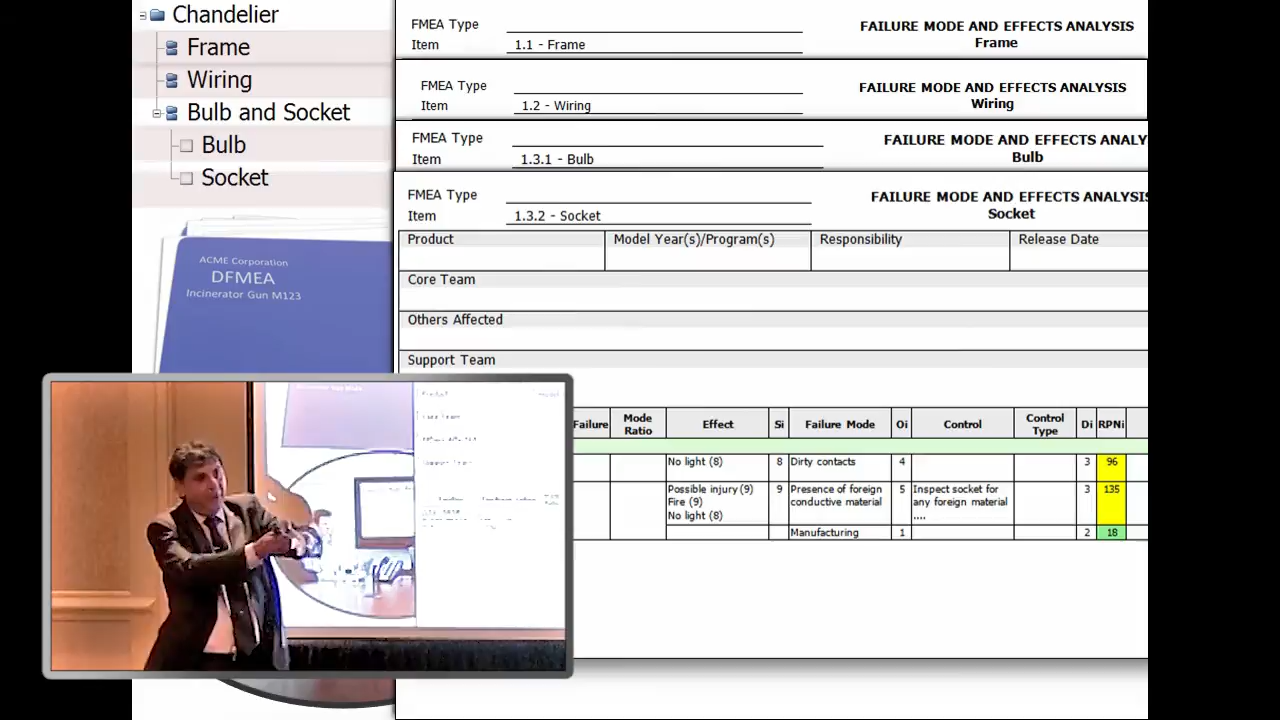 Chandelier
Frame
Wiring
Bulb and Socket
Bulb
Socket
ACME Corporation
DFMEA
Incinerator Gun M123
FMEA Type
Item 1.1 - Frame
FAILURE MODE AND EFFECTS ANALYSIS
Frame
FMEA Type
Item 1.2 - Wiring
FAILURE MODE AND EFFECTS ANALYSIS
Wiring
FMEA Type
Item 1.3.1 - Bulb
FAILURE MODE AND EFFECTS ANALY
Bulb
FMEA Type
Item 1.3.2 - Socket
FAILURE MODE AND EFFECTS ANALYSIS
Socket
Product Model Year(s)/Program(s) Responsibility Release Date
Core Team
Others Affected
Support Team
Failure Mode Ratio Effect Si Failure Mode Oi Control Control Type Di RPNi
No light (8) 8 Dirty contacts 4 3 96
Possible injury (9) 9 Presence of foreign 5 Inspect socket for 3 135
Fire (9) conductive material any foreign material
No light (8) ....
Manufacturing 1 2 18